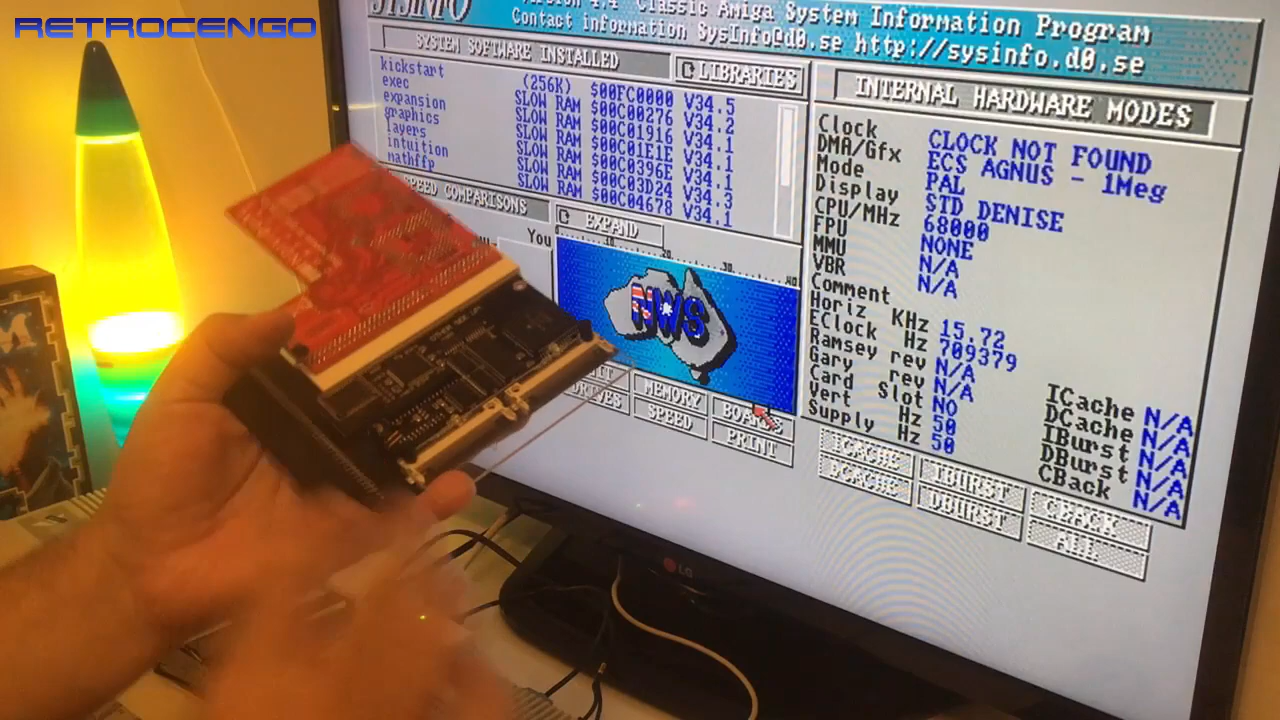 RETROCENGO
SYSINFO
Version 4.4 Classic Amiga System Information Program
Contact information SysInfo@d0.se http://sysinfo.d0.se
SYSTEM SOFTWARE INSTALLED
LIBRARIES
kickstart (256K) $00FC0000 V34.5
exec SLOW RAM $00C00276 V34.2
expansion SLOW RAM $00C01916 V34.1
graphics SLOW RAM $00C01E1E V34.1
layers SLOW RAM $00C0396E V34.1
intuition SLOW RAM $00C03D24 V34.3
mathffp SLOW RAM $00C04678 V34.1
SPEED COMPARISONS
EXPAND
You
NWS
MEMORY
SPEED
PRINT
INTERNAL HARDWARE MODES
Clock CLOCK NOT FOUND
DMA/Gfx ECS AGNUS - 1Meg
Mode PAL
Display STD DENISE
CPU/MHz 68000
FPU NONE
MMU N/A
VBR N/A
Comment
Horiz KHz 15.72
EClock Hz 709379
Ramsey rev N/A
Gary rev N/A
Card Slot NO
Vert Hz 50
Supply Hz 50
ICache N/A
DCache N/A
IBurst N/A
DBurst N/A
CBack N/A
ICACHE IBURST CBACK
DCACHE DBURST ALL
LG